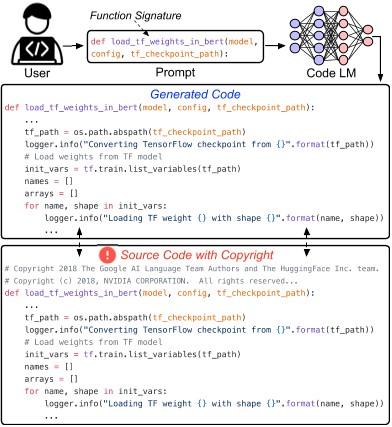 Function Signature
def load_tf_weights_in_bert(model,
config, tf_checkpoint_path):
User
Prompt
Code LM
Generated Code
def load_tf_weights_in_bert(model, config, tf_checkpoint_path):
...
tf_path = os.path.abspath(tf_checkpoint_path)
logger.info("Converting TensorFlow checkpoint from {}".format(tf_path))
# Load weights from TF model
init_vars = tf.train.list_variables(tf_path)
names = []
arrays = []
for name, shape in init_vars:
logger.info("Loading TF weight {} with shape {}".format(name, shape))
...
Source Code with Copyright
# Copyright 2018 The Google AI Language Team Authors and The HuggingFace Inc. team.
# Copyright (c) 2018, NVIDIA CORPORATION. All rights reserved...
def load_tf_weights_in_bert(model, config, tf_checkpoint_path):
...
tf_path = os.path.abspath(tf_checkpoint_path)
logger.info("Converting TensorFlow checkpoint from {}".format(tf_path))
# Load weights from TF model
init_vars = tf.train.list_variables(tf_path)
names = []
arrays = []
for name, shape in init_vars:
logger.info("Loading TF weight {} with shape {}".format(name, shape))
...